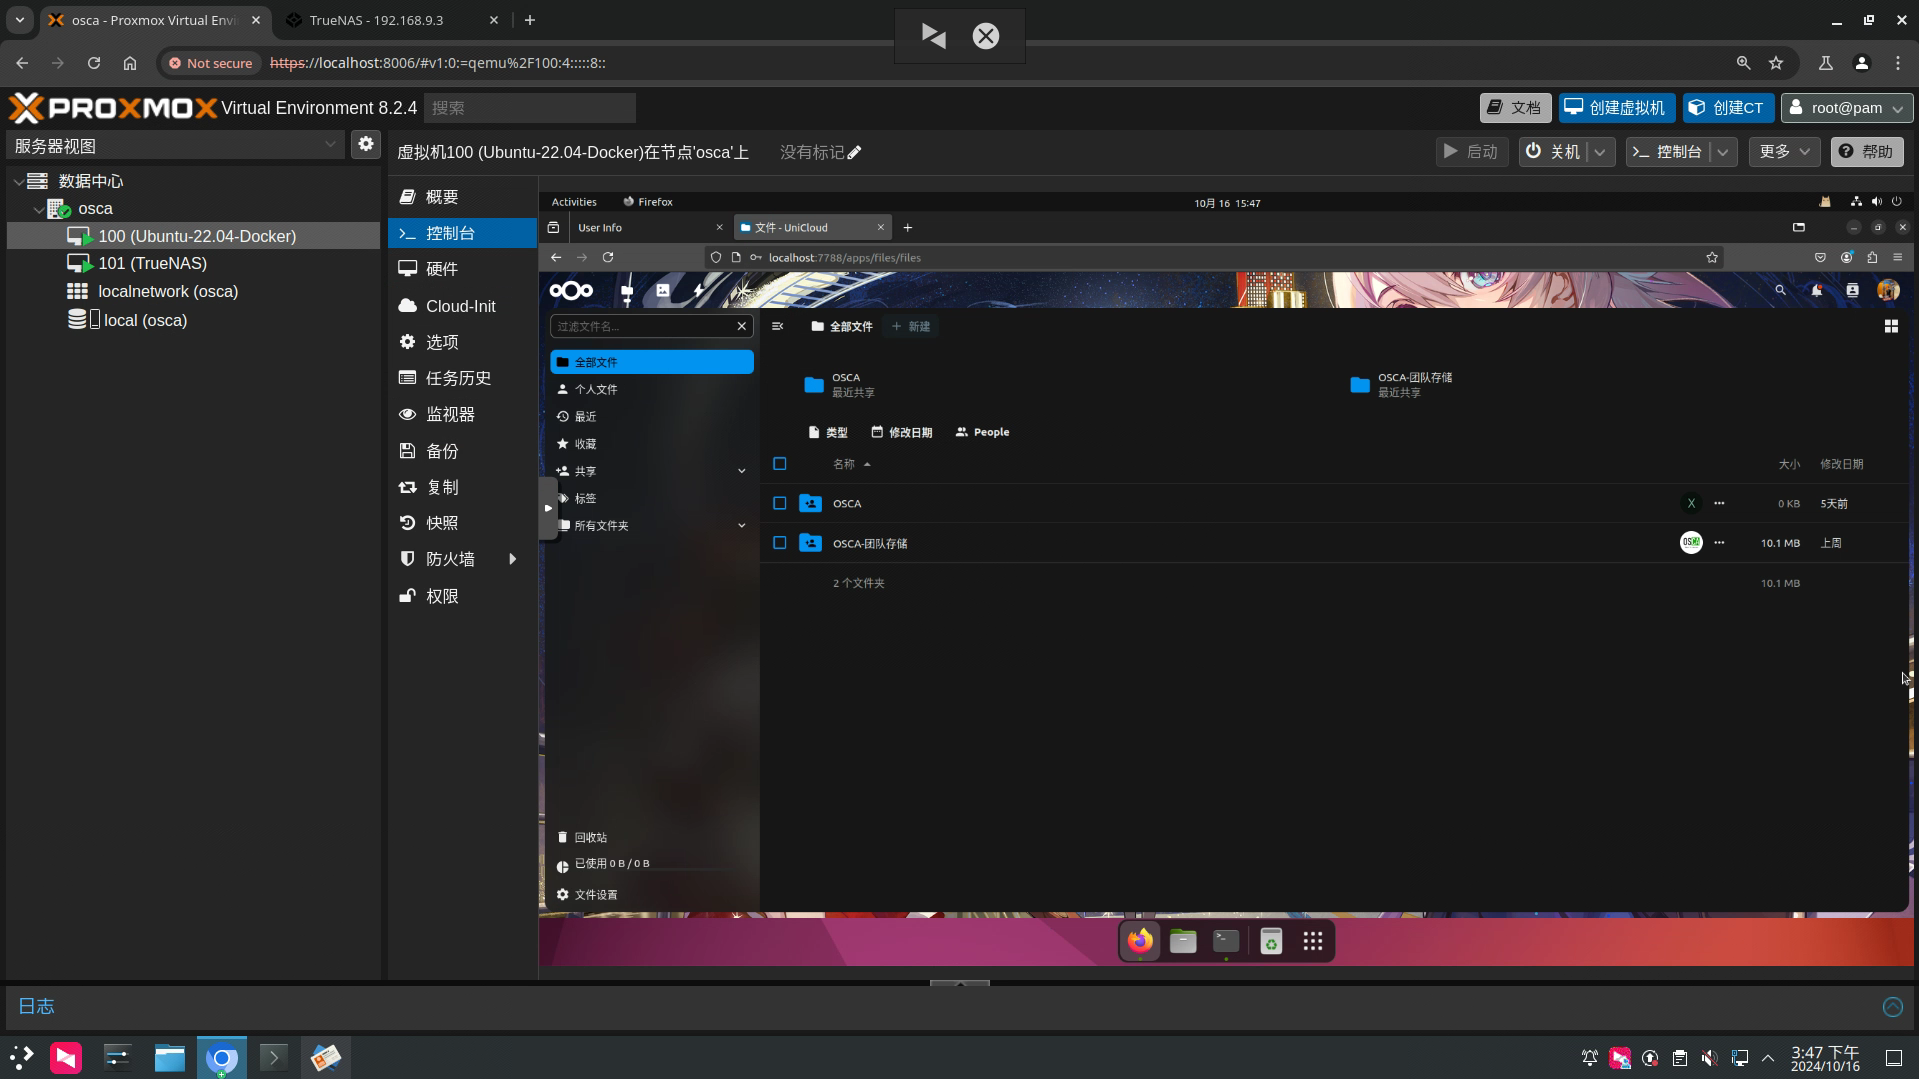 osca - Proxmox Virtual Envi
TrueNAS - 192.168.9.3
Not secure
https://localhost:8006/#v1:0:=qemu%2F100:4:::::8::
PROXMOX Virtual Environment 8.2.4
搜索
文档
创建虚拟机
创建CT
root@pam
服务器视图
虚拟机100 (Ubuntu-22.04-Docker)在节点'osca'上
没有标记
启动
关机
控制台
更多
帮助
数据中心
osca
100 (Ubuntu-22.04-Docker)
101 (TrueNAS)
localnetwork (osca)
local (osca)
概要
控制台
硬件
Cloud-Init
选项
任务历史
监视器
备份
复制
快照
防火墙
权限
Activities
Firefox
10月 16 15:47
User Info
文件 - UniCloud
localhost:7788/apps/files/files
过滤文件名...
全部文件
个人文件
最近
收藏
共享
标签
所有文件夹
全部文件
新建
OSCA
最近共享
OSCA-团队存储
最近共享
类型
修改日期
People
名称
大小
修改日期
OSCA
X
0 KB
5天前
OSCA-团队存储
OSCA
10.1 MB
上周
2 个文件夹
10.1 MB
回收站
已使用 0 B / 0 B
文件设置
日志
3:47 下午
2024/10/16